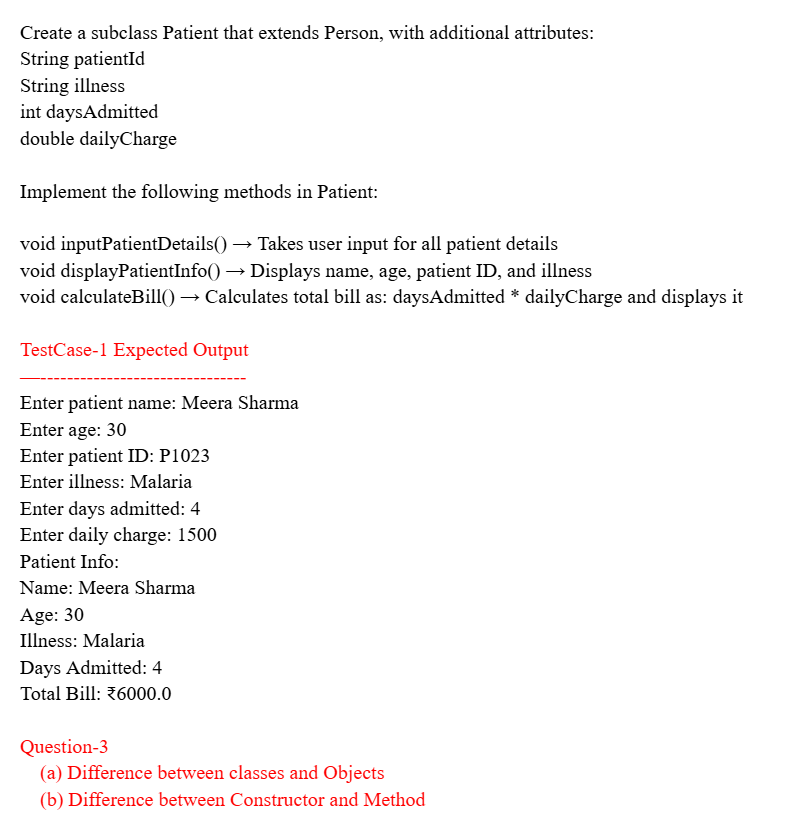 Create a subclass Patient that extends Person, with additional attributes:
String patientId
String illness
int daysAdmitted
double dailyCharge
Implement the following methods in Patient:
void inputPatientDetails() → Takes user input for all patient details
void displayPatientInfo() → Displays name, age, patient ID, and illness
void calculateBill() → Calculates total bill as: daysAdmitted * dailyCharge and displays it
TestCase-1 Expected Output
—-------------------------------
Enter patient name: Meera Sharma
Enter age: 30
Enter patient ID: P1023
Enter illness: Malaria
Enter days admitted: 4
Enter daily charge: 1500
Patient Info:
Name: Meera Sharma
Age: 30
Illness: Malaria
Days Admitted: 4
Total Bill: ₹6000.0
Question-3
(a) Difference between classes and Objects
(b) Difference between Constructor and Method